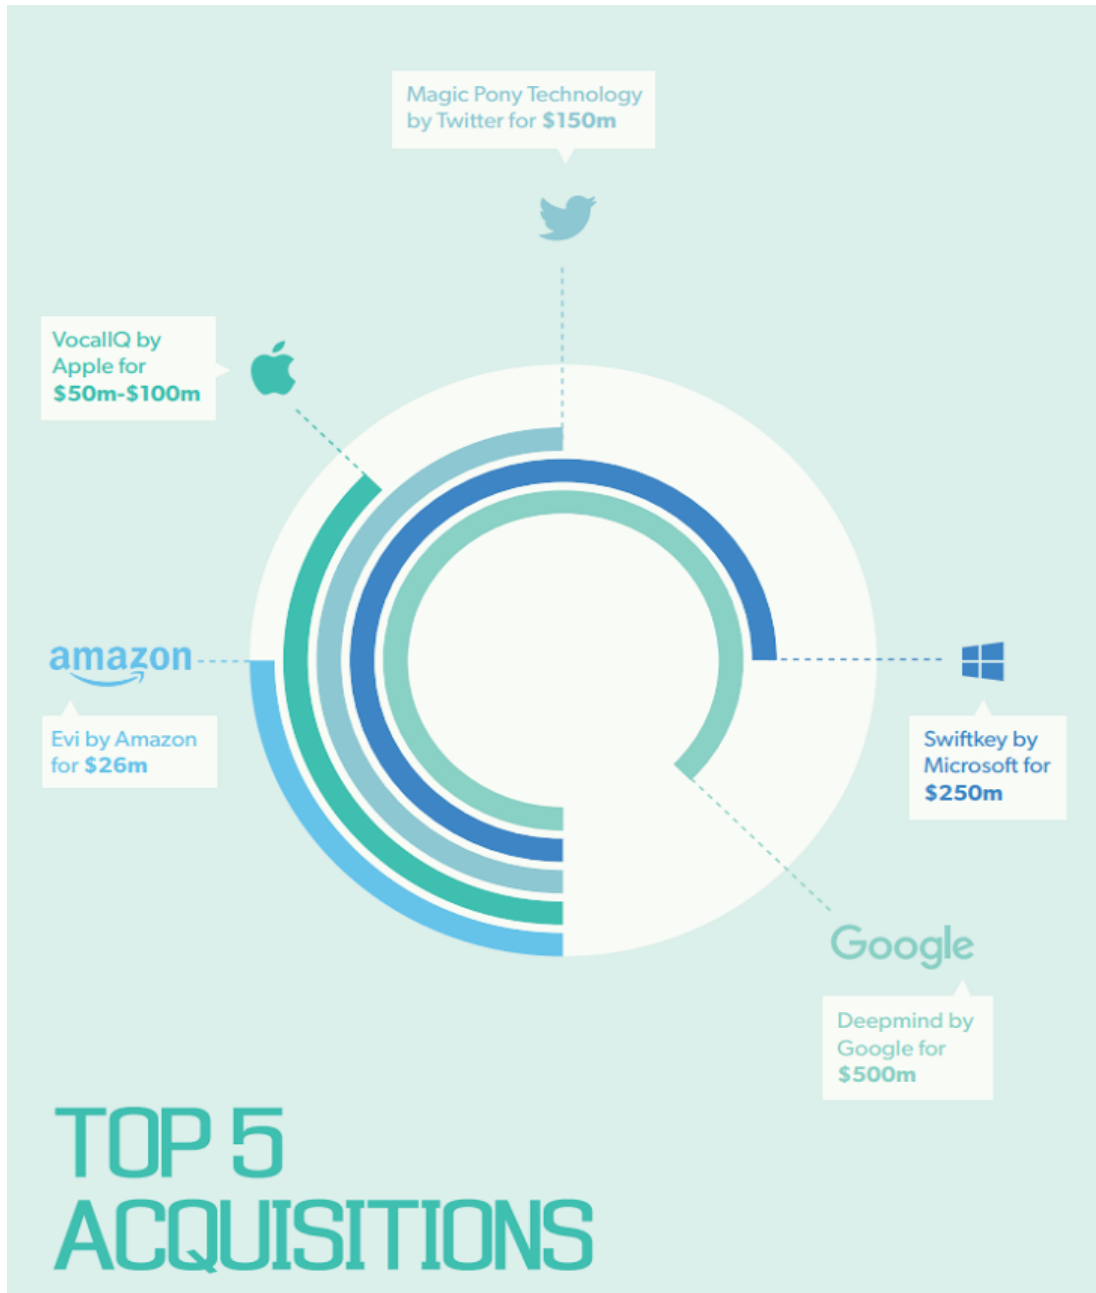 Magic Pony Technology
by Twitter for $150m
VocalIQ by
Apple for
$50m-$100m
amazon
Evi by Amazon
for $26m
Swiftkey by
Microsoft for
$250m
Google
Deepmind by
Google for
$500m
TOP 5
ACQUISITIONS